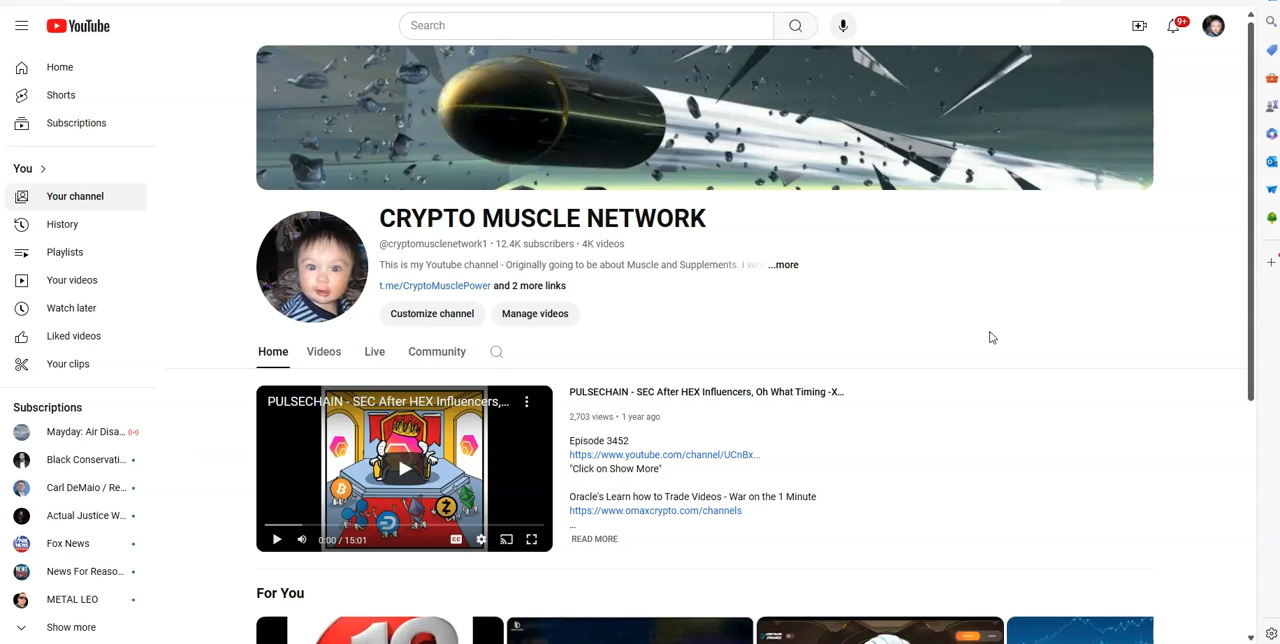 YouTube
Search
9+
Home
Shorts
Subscriptions
You
Your channel
History
Playlists
Your videos
Watch later
Liked videos
Your clips
Subscriptions
Mayday: Air Disa...
Black Conservati...
Carl DeMaio / Re...
Actual Justice W...
Fox News
News For Reaso...
METAL LEO
Show more
CRYPTO MUSCLE NETWORK
@cryptomusclenetwork1 · 12.4K subscribers · 4K videos
This is my Youtube channel - Originally going to be about Muscle and Supplements. I ...more
t.me/CryptoMusclePower and 2 more links
Customize channel
Manage videos
Home
Videos
Live
Community
PULSECHAIN - SEC After HEX Influencers,...
0:00 / 15:01
CC
PULSECHAIN - SEC After HEX Influencers, Oh What Timing -X...
2,703 views • 1 year ago
Episode 3452
https://www.youtube.com/channel/UCnBx...
"Click on Show More"
Oracle's Learn how to Trade Videos - War on the 1 Minute
https://www.omaxcrypto.com/channels
...
READ MORE
For You